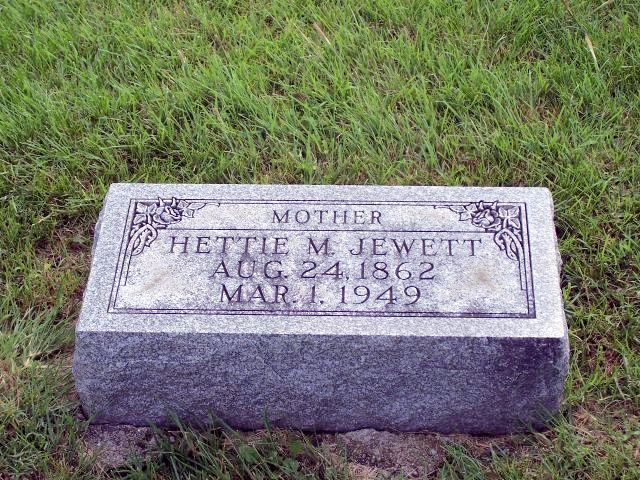 MOTHER
HETTIE M. JEWETT
AUG. 24, 1862
MAR. 1, 1949